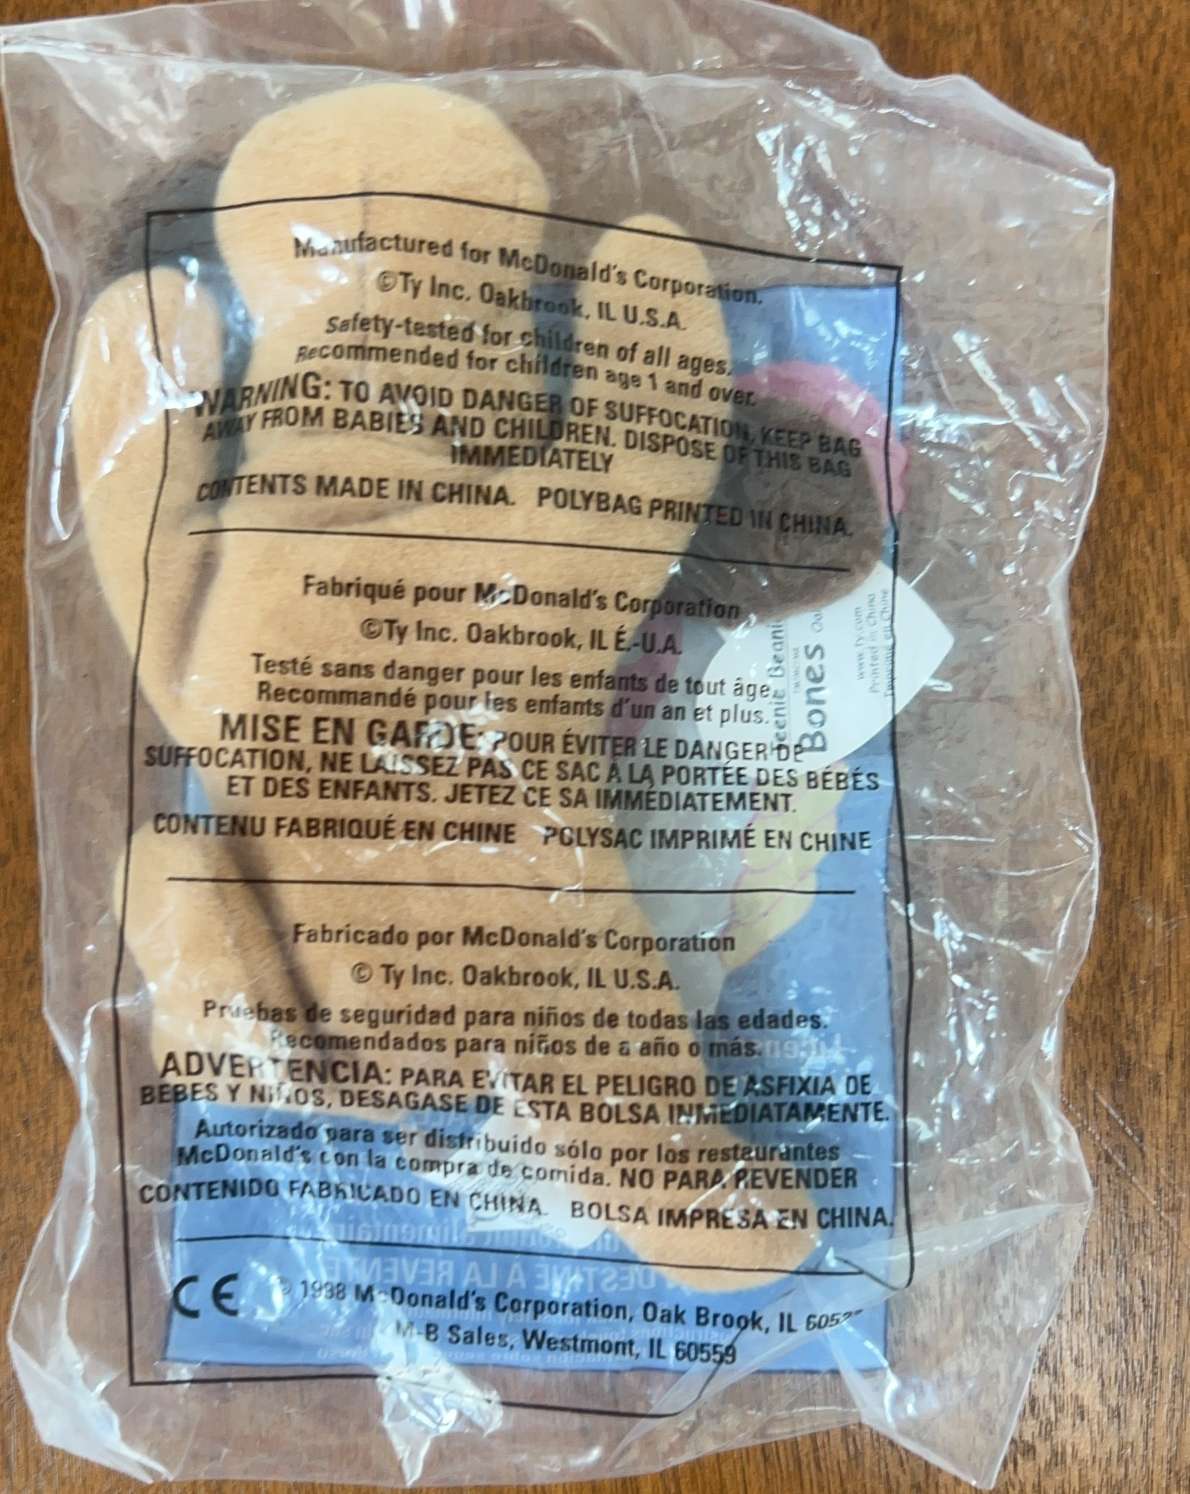 Manufactured for McDonald's Corporation.
©Ty Inc. Oakbrook, IL U.S.A.
Safety-tested for children of all ages.
Recommended for children age 1 and over.
WARNING: TO AVOID DANGER OF SUFFOCATION, KEEP BAG
AWAY FROM BABIES AND CHILDREN. DISPOSE OF THIS BAG
IMMEDIATELY
CONTENTS MADE IN CHINA. POLYBAG PRINTED IN CHINA.
Fabriqué pour McDonald's Corporation
©Ty Inc. Oakbrook, IL É.-U.A.
Testé sans danger pour les enfants de tout âge.
Recommandé pour les enfants d'un an et plus.
MISE EN GARDE: POUR ÉVITER LE DANGER DE
SUFFOCATION, NE LAISSEZ PAS CE SAC À LA PORTÉE DES BÉBÉS
ET DES ENFANTS. JETEZ CE SA IMMÉDIATEMENT.
CONTENU FABRIQUÉ EN CHINE POLYSAC IMPRIMÉ EN CHINE
Fabricado por McDonald's Corporation
© Ty Inc. Oakbrook, IL U.S.A.
Pruebas de seguridad para niños de todas las edades.
Recomendados para niños de a año o más.
ADVERTENCIA: PARA EVITAR EL PELIGRO DE ASFIXIA DE
BEBES Y NIÑOS, DESAGASE DE ESTA BOLSA INMEDIATAMENTE.
Autorizado para ser distribuido sólo por los restaurantes
McDonald's con la compra de comida. NO PARA REVENDER
CONTENIDO FABRICADO EN CHINA. BOLSA IMPRESA EN CHINA.
CE © 1998 McDonald's Corporation, Oak Brook, IL
M-B Sales, Westmont, IL 60559
Bones
www.ty.com
Printed in China
Imprimé en Chine